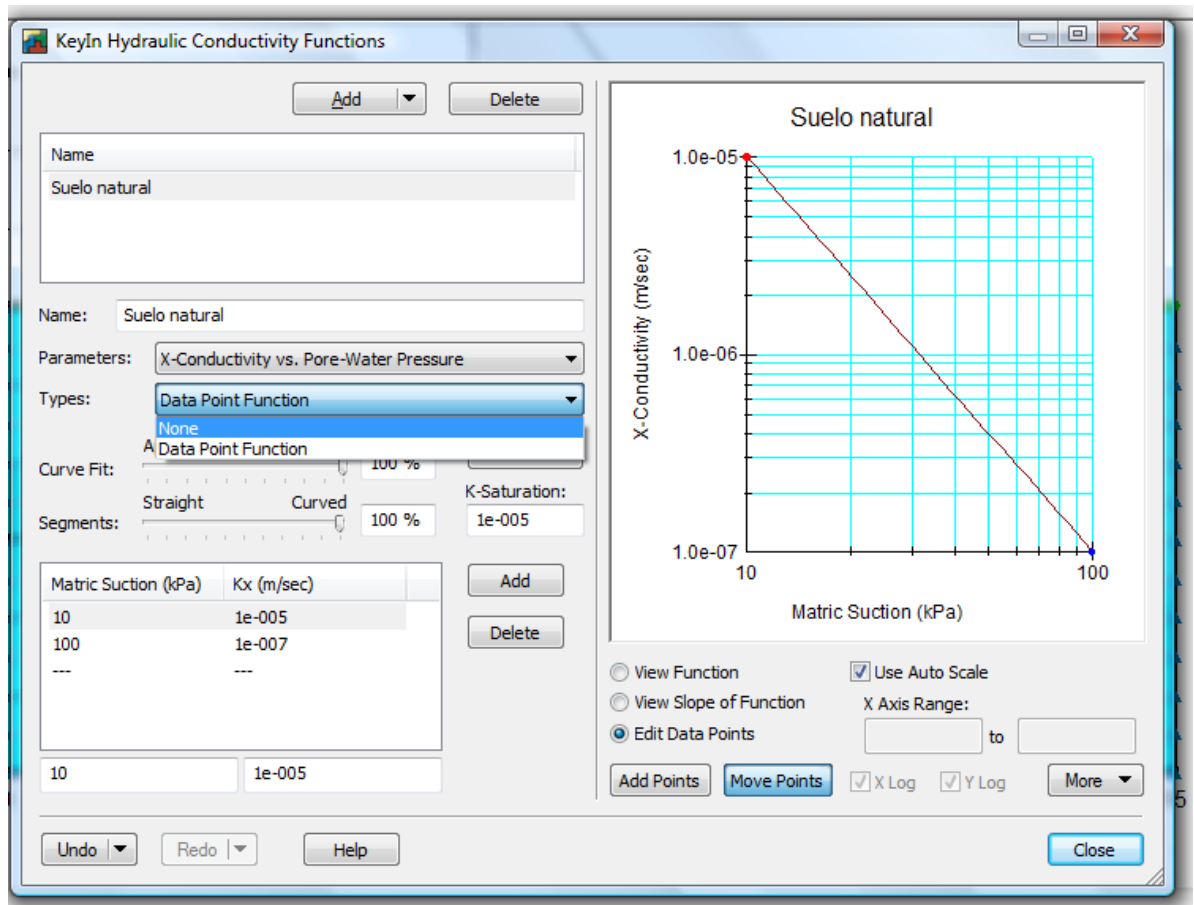 KeyIn Hydraulic Conductivity Functions
Add
Delete
Name
Suelo natural
Name: Suelo natural
Parameters: X-Conductivity vs. Pore-Water Pressure
Types: Data Point Function
None
Data Point Function
A
Curve Fit: 100 %
Straight Curved
K-Saturation:
Segments: 100 %
1e-005
Matric Suction (kPa) Kx (m/sec)
10 1e-005
100 1e-007
--- ---
Add
Delete
10 1e-005
Suelo natural
1.0e-05
1.0e-06
1.0e-07
X-Conductivity (m/sec)
10 100
Matric Suction (kPa)
View Function
Use Auto Scale
View Slope of Function
X Axis Range:
Edit Data Points
to
Add Points
Move Points
X Log
Y Log
More
Undo
Redo
Help
Close
5